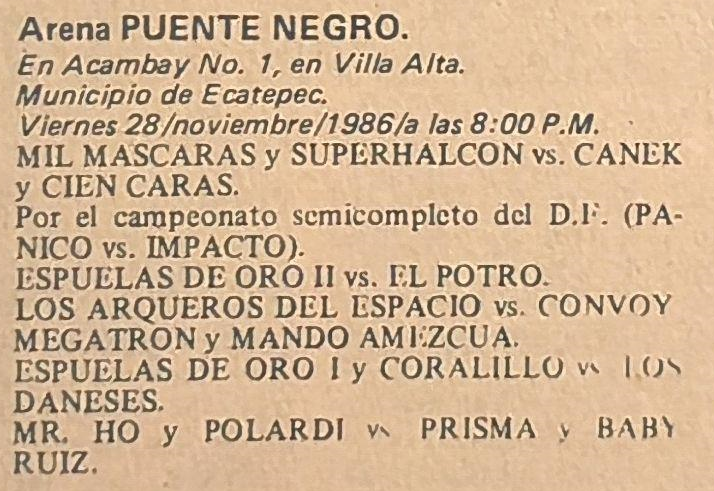 Arena PUENTE NEGRO.
En Acambay No. 1, en Villa Alta.
Municipio de Ecatepec.
Viernes 28/noviembre/1986/a las 8:00 P.M.
MIL MASCARAS y SUPERHALCON vs. CANEK
y CIEN CARAS.
Por el campeonato semicompleto del D.F. (PA-
NICO vs. IMPACTO).
ESPUELAS DE ORO II vs. EL POTRO.
LOS ARQUEROS DEL ESPACIO vs. CONVOY
MEGATRON y MANDO AMEZCUA.
ESPUELAS DE ORO I y CORALILLO vs LOS
DANESES.
MR. HO y POLARDI vs PRISMA y BABY
RUIZ.